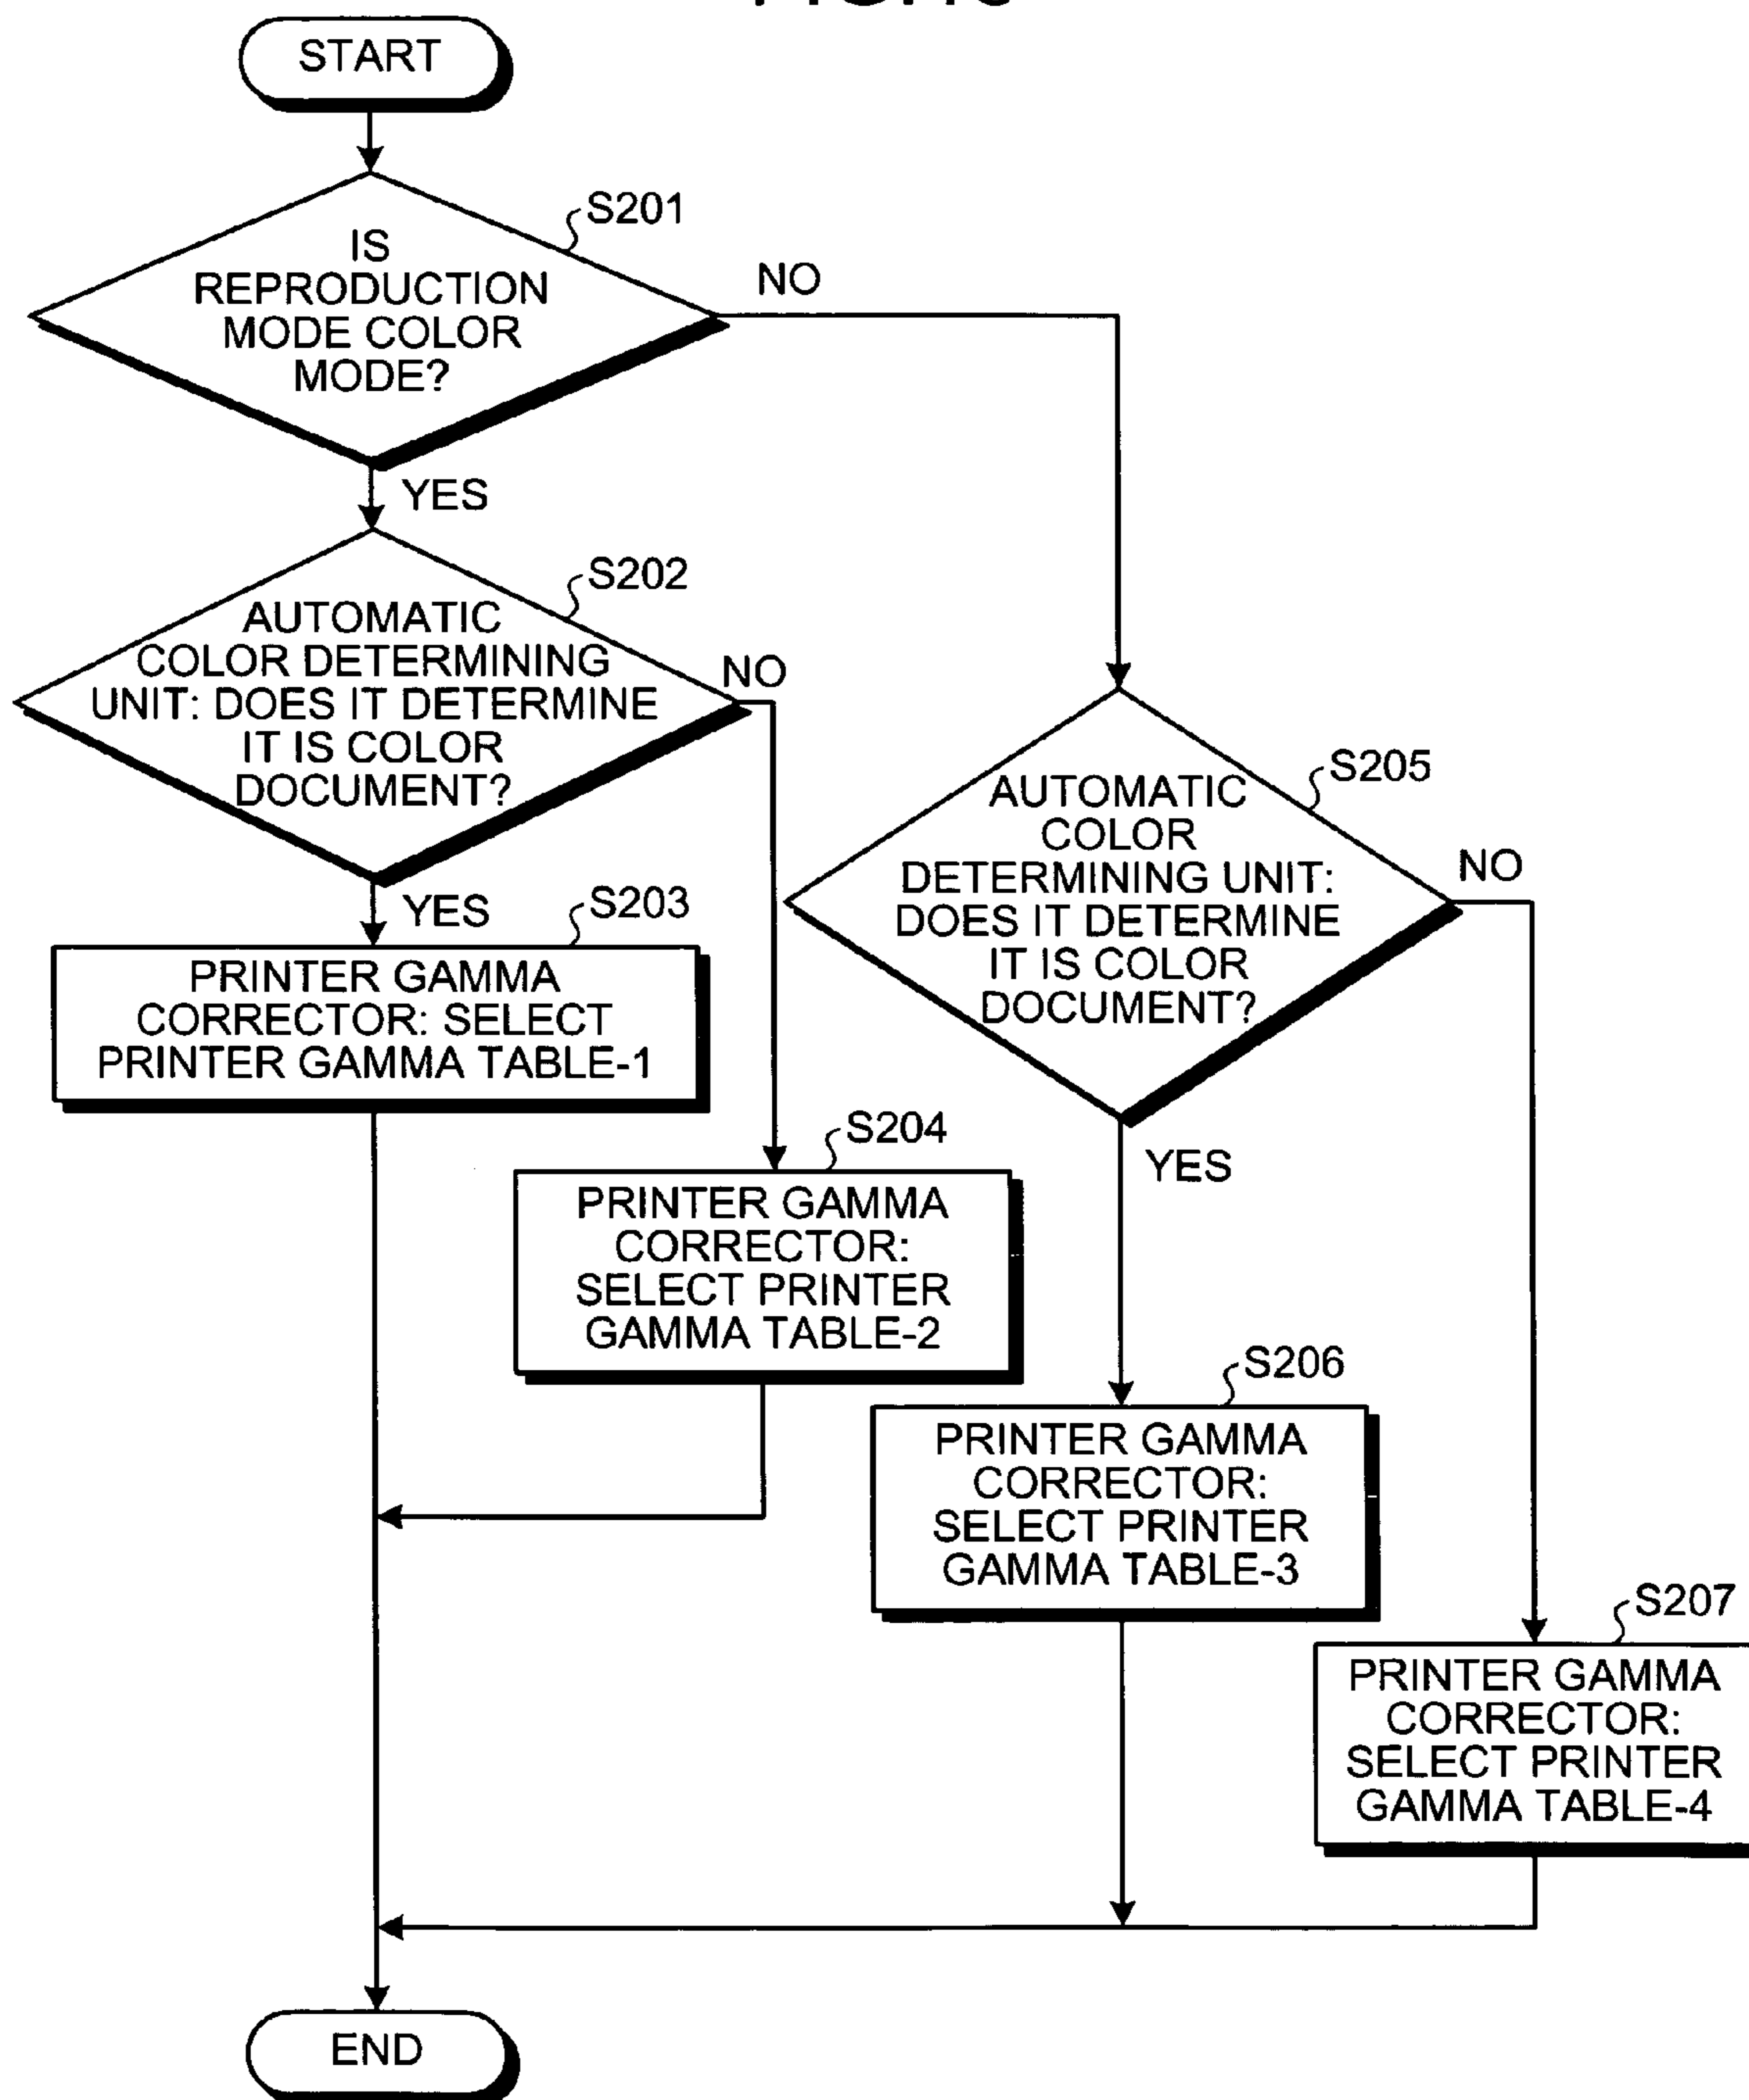 START
S201
IS
REPRODUCTION
MODE COLOR
MODE?
NO
YES
S202
AUTOMATIC
COLOR DETERMINING
UNIT: DOES IT DETERMINE
IT IS COLOR
DOCUMENT?
NO
YES
S203
PRINTER GAMMA
CORRECTOR: SELECT
PRINTER GAMMA TABLE-1
S204
PRINTER GAMMA
CORRECTOR:
SELECT PRINTER
GAMMA TABLE-2
S205
AUTOMATIC
COLOR
DETERMINING UNIT:
DOES IT DETERMINE
IT IS COLOR
DOCUMENT?
NO
YES
S206
PRINTER GAMMA
CORRECTOR:
SELECT PRINTER
GAMMA TABLE-3
S207
PRINTER GAMMA
CORRECTOR:
SELECT PRINTER
GAMMA TABLE-4
END